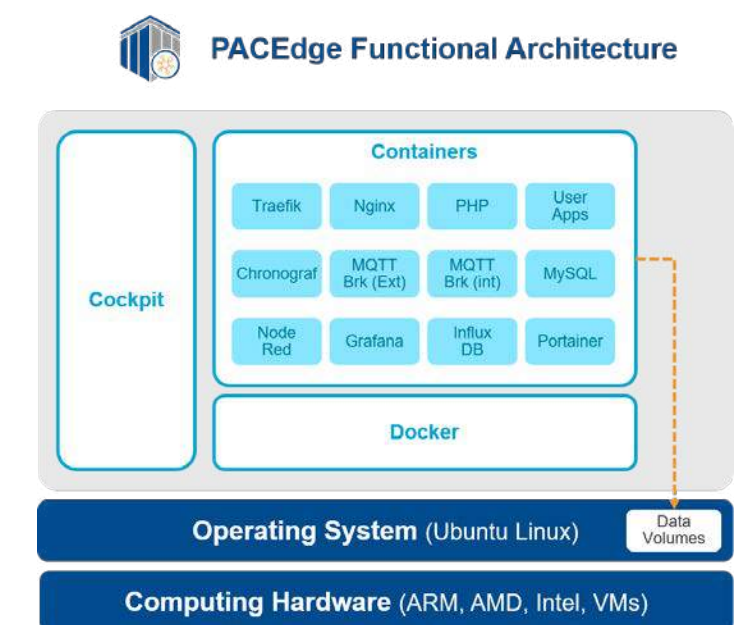 PACEdge Functional Architecture
Containers
Cockpit
Traefik
Nginx
PHP
User
Apps
Chronograf
MQTT
Brk (Ext)
MQTT
Brk (int)
MySQL
Node
Red
Grafana
Influx
DB
Portainer
Docker
Operating System (Ubuntu Linux)
Data
Volumes
Computing Hardware (ARM, AMD, Intel, VMs)